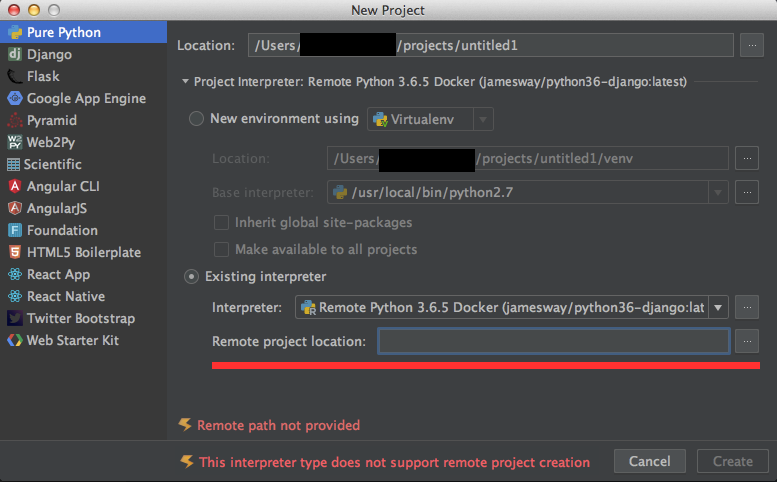 New Project
Pure Python
Django
Flask
Google App Engine
Pyramid
Web2Py
Scientific
Angular CLI
AngularJS
Foundation
HTML5 Boilerplate
React App
React Native
Twitter Bootstrap
Web Starter Kit
Location: /Users/ /projects/untitled1 ...
Project Interpreter: Remote Python 3.6.5 Docker (jamesway/python36-django:latest)
New environment using Virtualenv
Location: /Users/ /projects/untitled1/venv ...
Base interpreter: /usr/local/bin/python2.7 ...
Inherit global site-packages
Make available to all projects
Existing interpreter
Interpreter: Remote Python 3.6.5 Docker (jamesway/python36-django:lat ...
Remote project location: ...
Remote path not provided
This interpreter type does not support remote project creation
Cancel Create